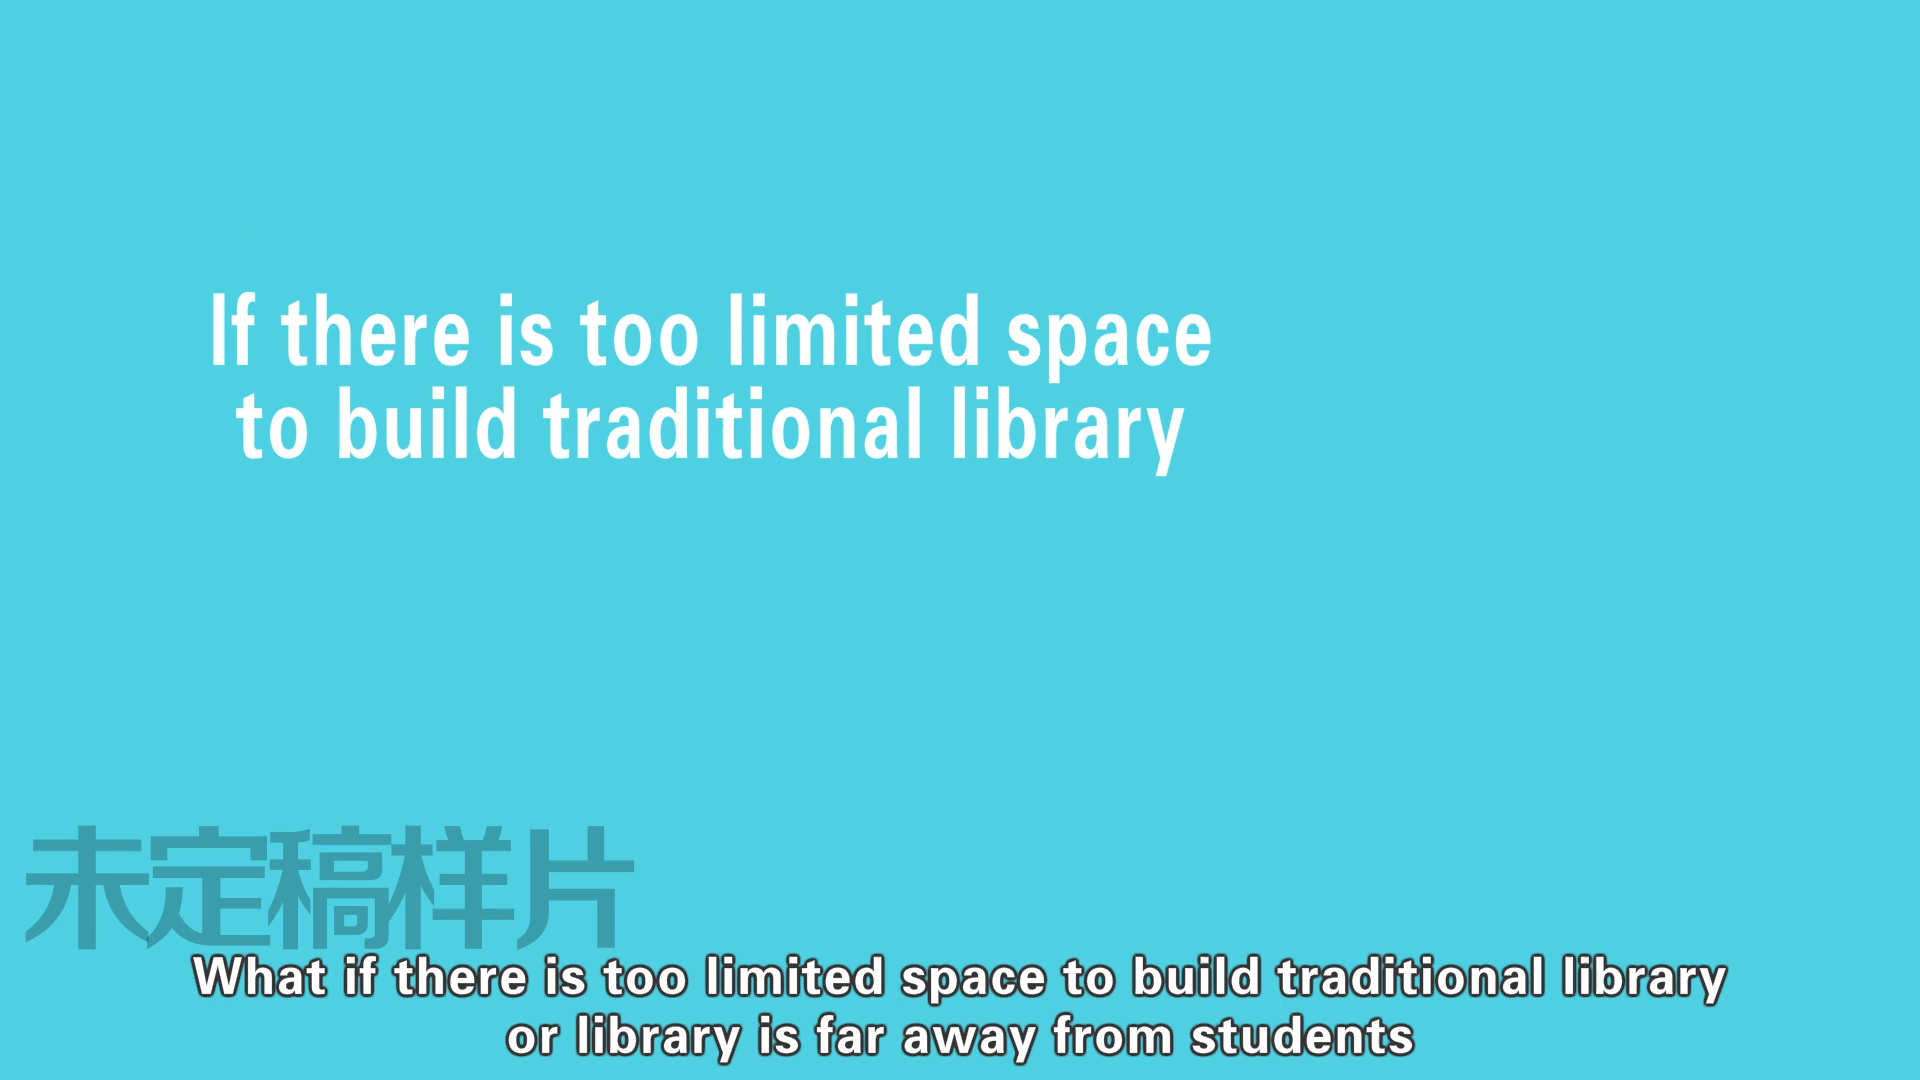 If there is too limited space
to build traditional library
未定稿样片
What if there is too limited space to build traditional library
or library is far away from students